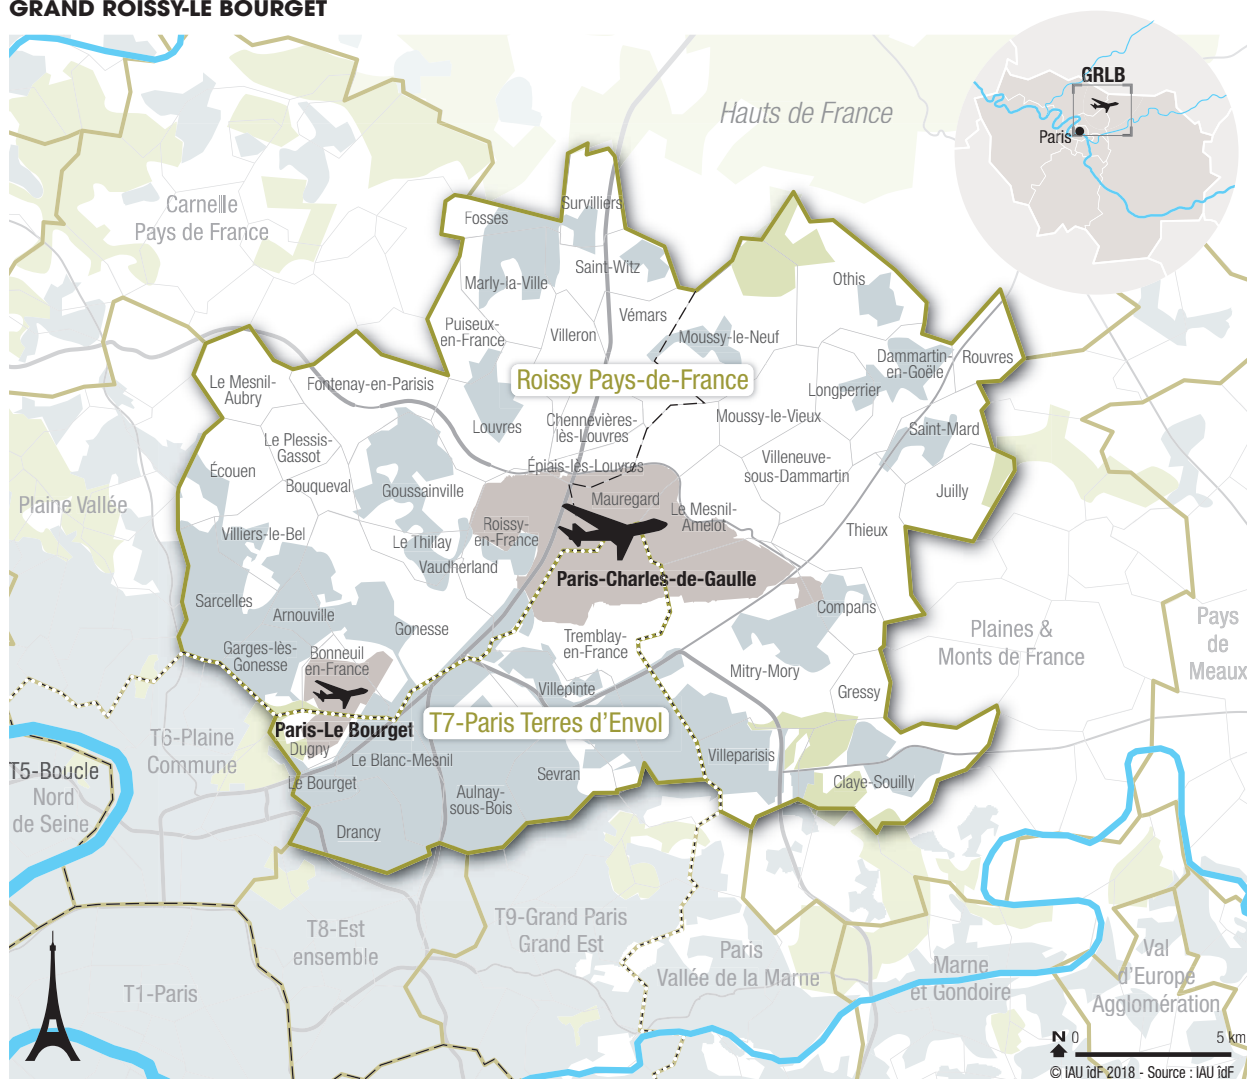 GRAND ROISSY-LE BOURGET
Hauts de France
GRLB
Paris
Carnelle
Pays de France
Fosses
Survilliers
Saint-Witz
Marly-la-Ville
Othis
Vémars
Puiseux-
en-France
Villeron
Moussy-le-Neuf
Dammartin-
en-Goële
Rouvres
Roissy Pays-de-France
Le Mesnil-
Aubry
Fontenay-en-Parisis
Longperrier
Louvres
Chennevières-
lès-Louvres
Moussy-le-Vieux
Saint-Mard
Le Plessis-
Gassot
Écouen
Bouqueval
Épiais-lès-Louvres
Villeneuve-
sous-Dammartin
Goussainville
Mauregard
Juilly
Plaine Vallée
Le Mesnil-
Amelot
Roissy-
en-France
Villiers-le-Bel
Le Thillay
Thieux
Vaudherland
Paris-Charles-de-Gaulle
Sarcelles
Arnouville
Compans
Gonesse
Tremblay-
en-France
Plaines &
Monts de France
Pays
de
Meaux
Garges-lès-
Gonesse
Bonneuil
en-France
Mitry-Mory
Villepinte
Gressy
T7-Paris Terres d'Envol
Paris-Le Bourget
T6-Plaine
Commune
Dugny
Le Blanc-Mesnil
Villeparisis
T5-Boucle
Nord
de Seine
Le Bourget
Sevran
Claye-Souilly
Aulnay-
sous-Bois
Drancy
T8-Est
ensemble
T9-Grand Paris
Grand Est
Paris
Vallée de la Marne
Marne
et Gondoire
Val
d'Europe
Agglomération
T1-Paris
N 0 5 km
© IAU îdF 2018 - Source : IAU îdF